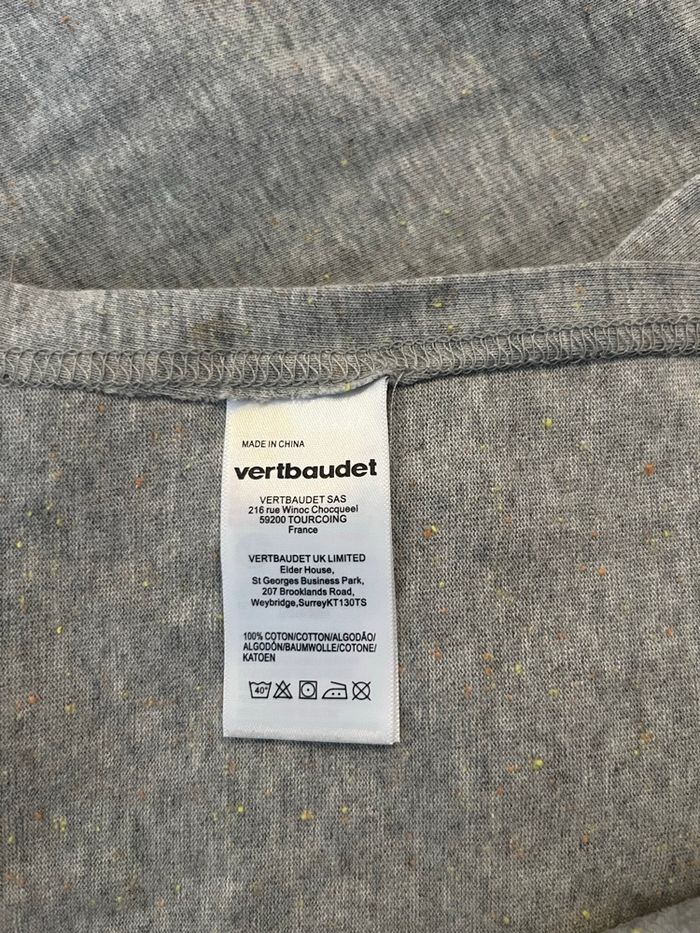 MADE IN CHINA
vertbaudet
VERTBAUDET SAS
216 rue Winoc Chocqueel
59200 TOURCOING
France
VERTBAUDET UK LIMITED
Elder House,
St Georges Business Park,
207 Brooklands Road,
Weybridge,SurreyKT130TS
100% COTON/COTTON/ALGODÃO/
ALGODÓN/BAUMWOLLE/COTONE/
KATOEN
40°